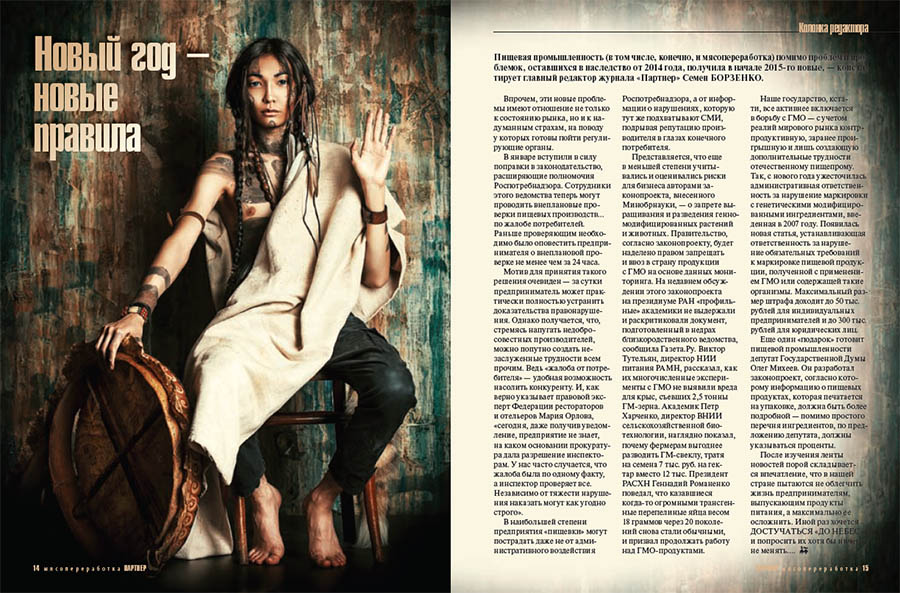 Новый год –
новые
правила
Колонка редактора
Пищевая промышленность (в том числе, конечно, и мясопереработка) помимо проблем и про
блемок, оставшихся в наследство от 2014 года, получила в начале 2015-го новые, — конста
тирует главный редактор журнала «Партнер» Семен БОРЗЕНКО.
Впрочем, эти новые пробле-
мы имеют отношение не только
к состоянию рынка, но и к на-
думанным страхам, на поводу
у которых готовы пойти регули-
рующие органы.
В январе вступили в силу
поправки в законодательство,
расширяющие полномочия
Роспотребнадзора. Сотрудники
этого ведомства теперь могут
проводить внеплановые про-
верки пищевых производств...
по жалобе потребителей.
Раньше проверяющим необхо-
димо было оповестить предпри-
нимателя о внеплановой про-
верке не менее чем за 24 часа.
Мотив для принятия такого
решения очевиден — за сутки
предприниматель может прак-
тически полностью устранить
доказательства правонаруше-
ния. Однако получается, что,
стремясь напугать недобро-
совестных производителей,
можно попутно создать не-
заслуженные трудности всем
прочим. Ведь «жалоба от потре-
бителя» — удобная возможность
насолить конкуренту. И, как
верно указывает правовой экс-
перт Федерации рестораторов
и отельеров Мария Орлова,
«сегодня, даже получив уведом-
ление, предприятие не знает,
на каком основании прокурату-
ра дала разрешение инспекто-
рам. У нас часто случается, что
жалоба была по одному факту,
а инспектор проверяет все.
Независимо от тяжести наруше-
ния наказать могут как угодно
строго».
В наибольшей степени
предприятия «пищевки» могут
пострадать даже не от адми-
нистративного воздействия
Роспотребнадзора, а от инфор-
мации о нарушениях, которую
тут же подхватывают СМИ,
подрывая репутацию произ-
водителя в глазах конечного
потребителя.
Представляется, что еще
в меньшей степени учиты-
вались и оценивались риски
для бизнеса авторами за-
конопроекта, внесенного
Минобрнауки, — о запрете вы-
ращивания и разведения генно-
модифицированных растений
и животных. Правительство,
согласно законопроекту, будет
наделено правом запрещать
и ввоз в страну продукции
с ГМО на основе данных мони-
торинга. На недавнем обсуж-
дении этого законопроекта
на президиуме РАН «профиль-
ные» академики не выдержали
и раскритиковали документ,
подготовленный в недрах
близкородственного ведомства,
сообщила Газета.Ру. Виктор
Тутельян, директор НИИ
питания РАМН, рассказал, как
их многочисленные экспери-
менты с ГМО не выявили вреда
для крыс, съевших 2,5 тонны
ГМ-зерна. Академик Петр
Харченко, директор ВНИИ
сельскохозяйственной био-
технологии, наглядно показал,
почему фермерам выгоднее
разводить ГМ-свеклу, тратя
на семена 7 тыс. руб. на гек-
тар вместо 12 тыс. Президент
РАСХН Геннадий Романенко
поведал, что казавшиеся
когда-то огромными трансген-
ные перепелиные яйца весом
18 граммов через 20 поколе-
ний снова стали обычными,
и призвал продолжать работу
над ГМО-продуктами.
Наше государство, кста-
ти, все активнее включается
в борьбу с ГМО — с учетом
реалий мирового рынка контр-
продуктивную, заранее прои-
грышную и лишь создающую
дополнительные трудности
отечественному пищепрому.
Так, с нового года ужесточилась
административная ответствен-
ность за нарушение маркировки
с генетическими модифициро-
ванными ингредиентами, вве-
денная в 2007 году. Появилась
новая статья, устанавливающая
ответственность за наруше-
ние обязательных требований
к маркировке пищевой продук-
ции, полученной с применени-
ем ГМО или содержащей такие
организмы. Максимальный раз-
мер штрафа доходит до 50 тыс.
рублей для индивидуальных
предпринимателей и до 300 тыс.
рублей для юридических лиц.
Еще один «подарок» готовит
пищевой промышленности
депутат Государственной Думы
Олег Михеев. Он разработал
законопроект, согласно кото-
рому информацию о пищевых
продуктах, которая печатается
на упаковке, должна быть более
подробной — помимо простого
перечня ингредиентов, по пред-
ложению депутата, должны
указываться проценты.
После изучения ленты
новостей порой складывает-
ся впечатление, что в нашей
стране пытаются не облегчить
жизнь предпринимателям,
выпускающим продукты
питания, а максимально ее
осложнить. Иной раз хочется
ДОСТУЧАТЬСЯ «ДО НЕБЕС»
и попросить их хотя бы ничего
не менять....
14 мясопереработка ПАРТНЕР
мясопереработка 15